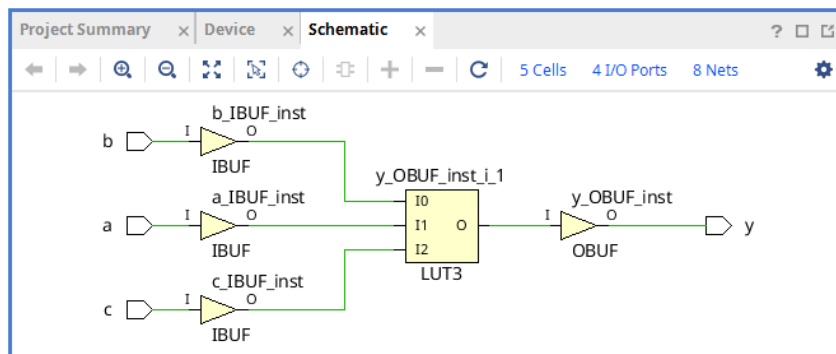 Project Summary × Device × Schematic × ?
5 Cells 4 I/O Ports 8 Nets
b_IBUF_inst
b I O
IBUF
y_OBUF_inst_i_1
a_IBUF_inst
a I O
IBUF
I0
I1 O
I2
LUT3
y_OBUF_inst
I O y
OBUF
c_IBUF_inst
c I O
IBUF